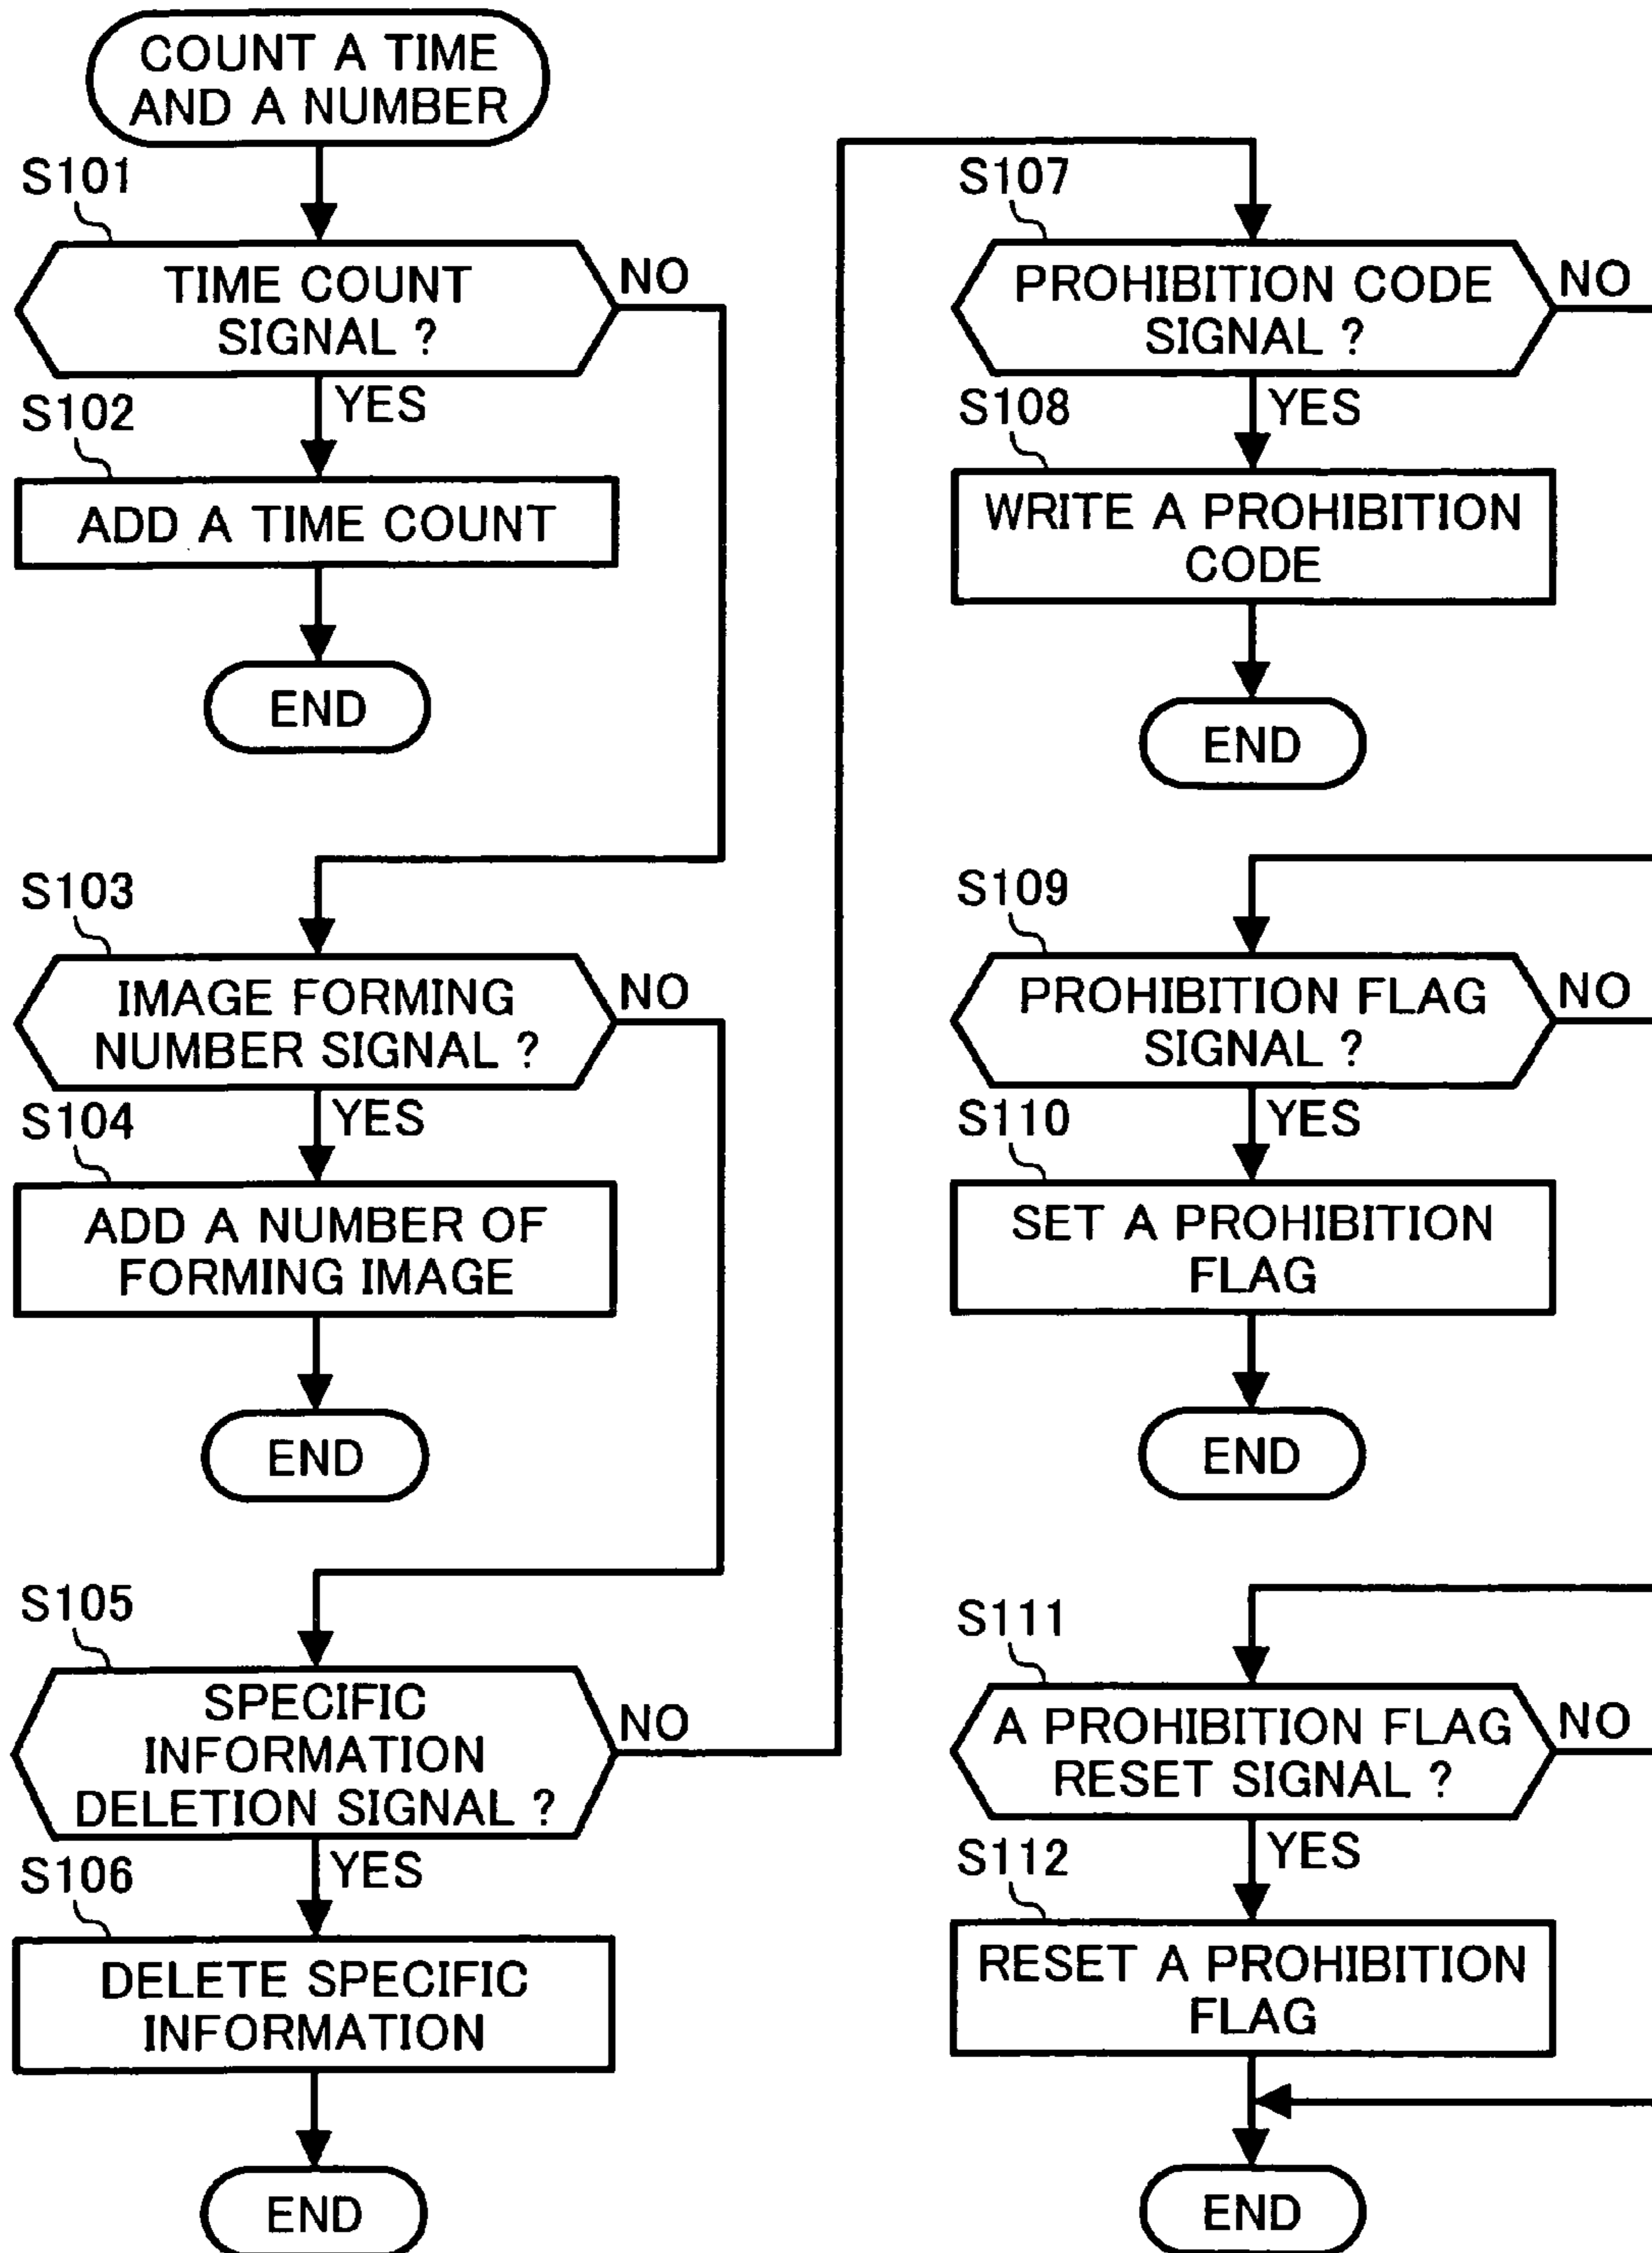 COUNT A TIME
AND A NUMBER
S101
TIME COUNT
SIGNAL ?
NO
YES
S102
ADD A TIME COUNT
END
S103
IMAGE FORMING
NUMBER SIGNAL ?
NO
YES
S104
ADD A NUMBER OF
FORMING IMAGE
END
S105
SPECIFIC
INFORMATION
DELETION SIGNAL ?
NO
YES
S106
DELETE SPECIFIC
INFORMATION
END
S107
PROHIBITION CODE
SIGNAL ?
NO
YES
S108
WRITE A PROHIBITION
CODE
END
S109
PROHIBITION FLAG
SIGNAL ?
NO
YES
S110
SET A PROHIBITION
FLAG
END
S111
A PROHIBITION FLAG
RESET SIGNAL ?
NO
YES
S112
RESET A PROHIBITION
FLAG
END